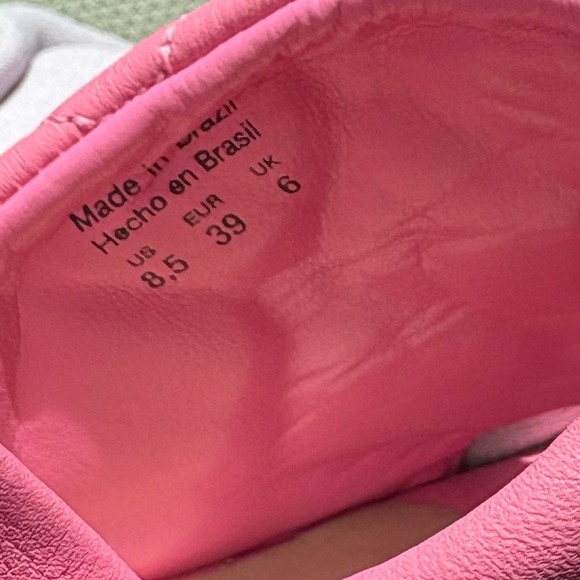 Made in Brazil
Hecho en Brasil
US EUR UK
8,5 39 6